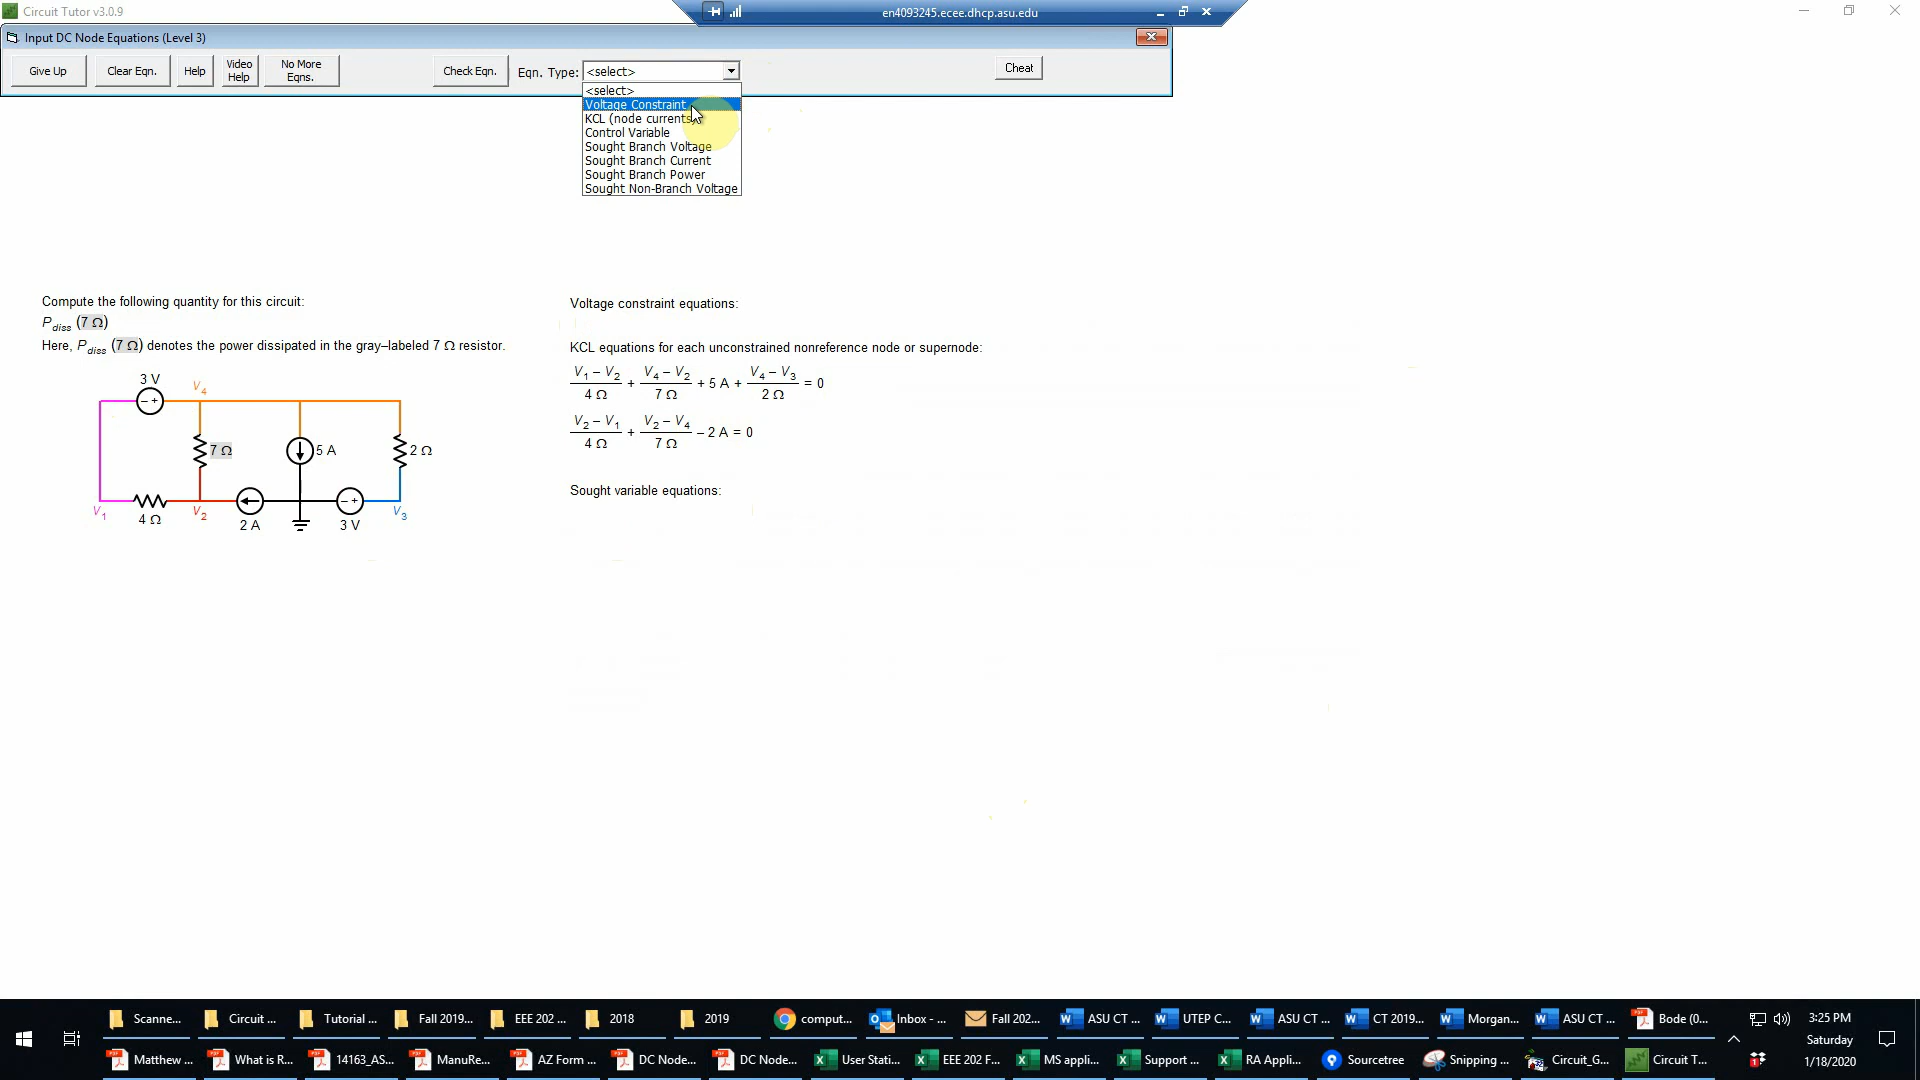 Circuit Tutor v3.0.9
en4093245.ecee.dhcp.asu.edu
Input DC Node Equations (Level 3)
Give Up
Clear Eqn.
Help
Video Help
No More Eqns.
Check Eqn.
Eqn. Type:
<select>
Cheat
<select>
Voltage Constraint
KCL (node currents)
Control Variable
Sought Branch Voltage
Sought Branch Current
Sought Branch Power
Sought Non-Branch Voltage
Compute the following quantity for this circuit:
P diss (7 Ω)
Here, P diss (7 Ω) denotes the power dissipated in the gray–labeled 7 Ω resistor.
3 V
V4
– +
7 Ω
5 A
2 Ω
– +
V1
4 Ω
V2
2 A
3 V
V3
Voltage constraint equations:
KCL equations for each unconstrained nonreference node or supernode:
V1 – V2 / 4 Ω + V4 – V2 / 7 Ω + 5 A + V4 – V3 / 2 Ω = 0
V2 – V1 / 4 Ω + V2 – V4 / 7 Ω – 2 A = 0
Sought variable equations:
Scanne...
Circuit ...
Tutorial ...
Fall 2019...
EEE 202 ...
2018
2019
comput...
Inbox - ...
Fall 202...
ASU CT ...
UTEP C...
ASU CT ...
CT 2019...
Morgan...
ASU CT ...
Bode (0...
Matthew ...
What is R...
14163_AS...
ManuRe...
AZ Form ...
DC Node...
DC Node...
User Stati...
EEE 202 F...
MS appli...
Support ...
RA Appli...
Sourcetree
Snipping ...
Circuit_G...
Circuit T...
3:25 PM
Saturday
1/18/2020